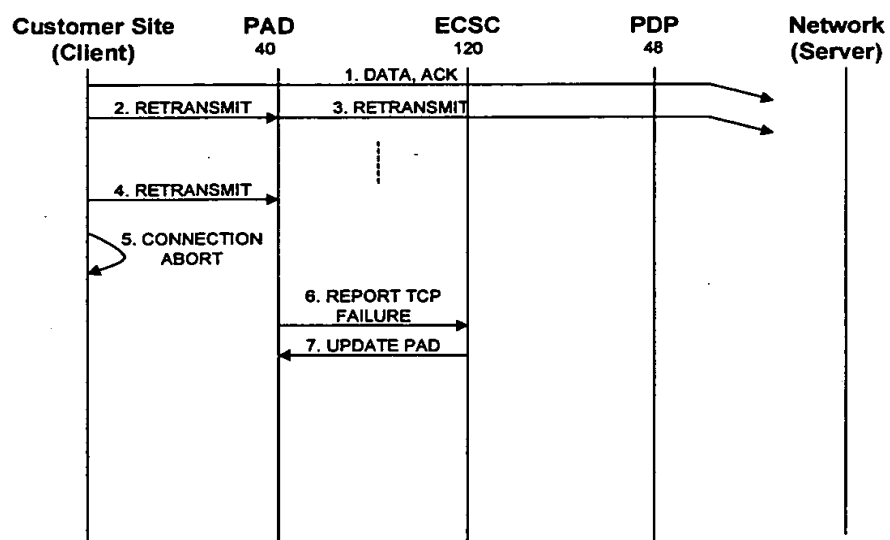 Customer Site
(Client)
PAD
40
ECSC
120
PDP
48
Network
(Server)
1. DATA, ACK
2. RETRANSMIT
3. RETRANSMIT
4. RETRANSMIT
5. CONNECTION
ABORT
6. REPORT TCP
FAILURE
7. UPDATE PAD